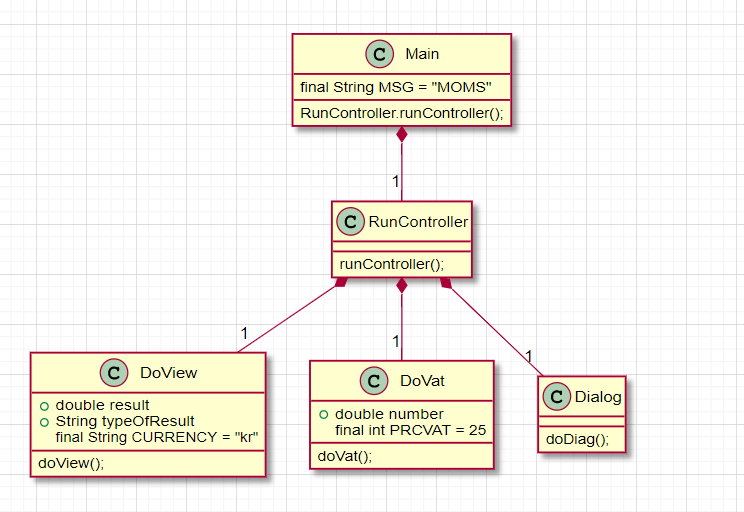 C Main
final String MSG = "MOMS"
RunController.runController();
1
C RunController
runController();
1
1
1
C DoView
double result
String typeOfResult
final String CURRENCY = "kr"
doView();
C DoVat
double number
final int PRCVAT = 25
doVat();
C Dialog
doDiag();